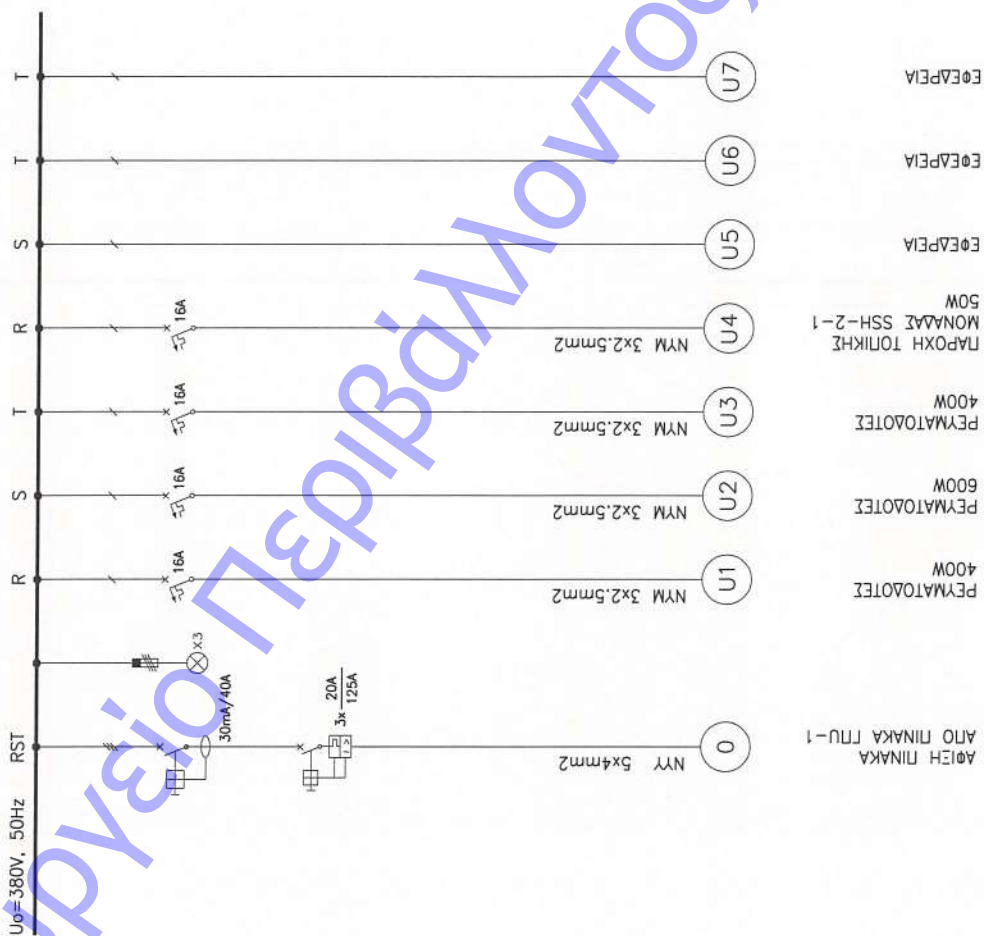 T
U7
ΕΦΕΔΡΕΙΑ
T
U6
ΕΦΕΔΡΕΙΑ
S
U5
ΕΦΕΔΡΕΙΑ
R
16A
NYM 3x2.5mm2
U4
ΠΑΡΟΧΗ ΤΟΠΙΚΗΣ
ΜΟΝΑΔΑΣ SSH-2-1
50W
T
16A
NYM 3x2.5mm2
U3
ΡΕΥΜΑΤΟΔΟΤΕΣ
400W
S
16A
NYM 3x2.5mm2
U2
ΡΕΥΜΑΤΟΔΟΤΕΣ
600W
R
16A
NYM 3x2.5mm2
U1
ΡΕΥΜΑΤΟΔΟΤΕΣ
400W
x3
RST
30mA/40A
3x 20A
125A
NYY 5x4mm2
0
ΑΦΙΞΗ ΠΙΝΑΚΑ
ΑΠΟ ΠΙΝΑΚΑ ΓΠU-1
Uo=380V, 50Hz
υργείο Περιβάλλοντος